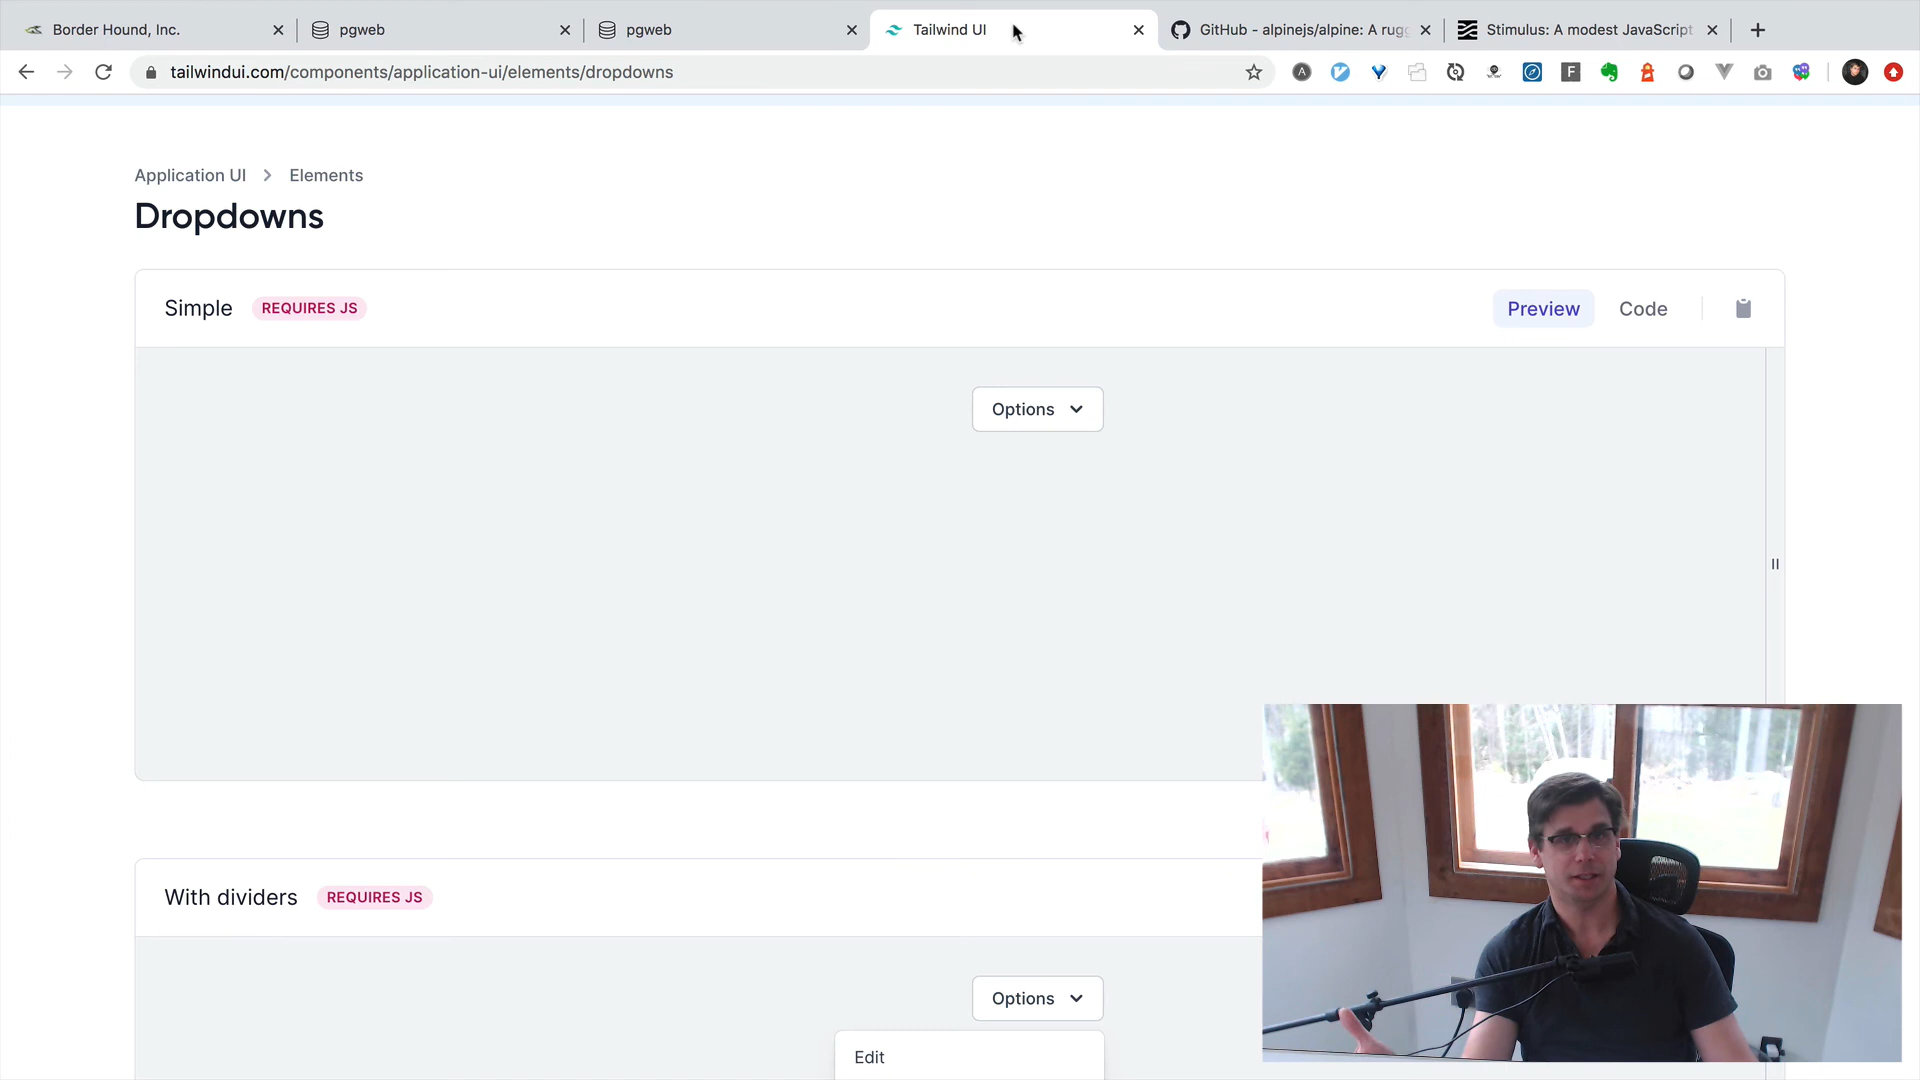 Border Hound, Inc.
pgweb
pgweb
Tailwind UI
GitHub - alpinejs/alpine: A rugg
Stimulus: A modest JavaScript
tailwindui.com/components/application-ui/elements/dropdowns
Application UI
Elements
Dropdowns
Simple
REQUIRES JS
Preview
Code
Options
With dividers
REQUIRES JS
Options
Edit